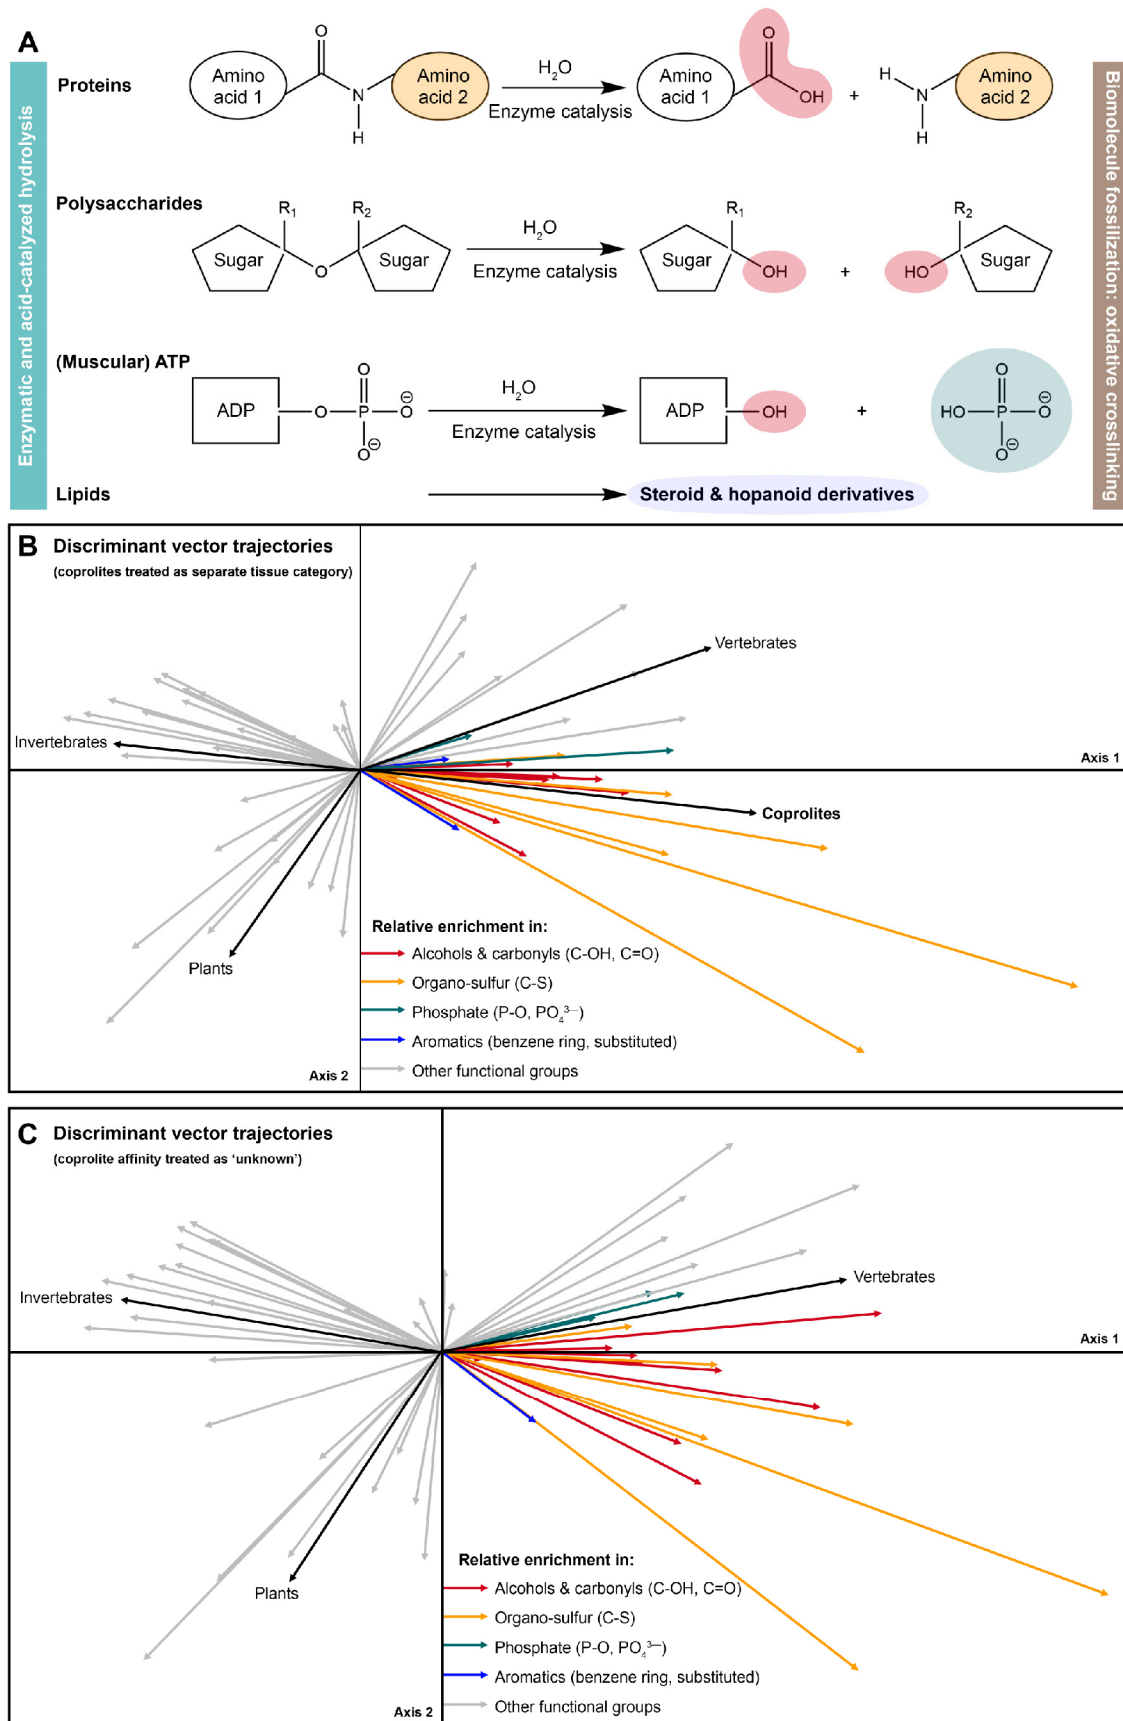 A
Enzymatic and acid-catalyzed hydrolysis
Biomolecule fossilization: oxidative crosslinking
Proteins
Amino
acid 1
O
N
H
Amino
acid 2
H₂O
Enzyme catalysis
Amino
acid 1
O
OH
+
H
N
H
Amino
acid 2
Polysaccharides
R₁
R₂
Sugar
O
Sugar
H₂O
Enzyme catalysis
R₁
Sugar
OH
+
R₂
HO
Sugar
(Muscular) ATP
ADP
O
P
O
O⊖
O⊖
H₂O
Enzyme catalysis
ADP
OH
+
O
HO
P
O⊖
O⊖
Lipids
Steroid & hopanoid derivatives
B Discriminant vector trajectories
(coprolites treated as separate tissue category)
Vertebrates
Invertebrates
Axis 1
Coprolites
Plants
Axis 2
Relative enrichment in:
Alcohols & carbonyls (C-OH, C=O)
Organo-sulfur (C-S)
Phosphate (P-O, PO₄³⁻)
Aromatics (benzene ring, substituted)
Other functional groups
C Discriminant vector trajectories
(coprolite affinity treated as 'unknown')
Vertebrates
Invertebrates
Axis 1
Plants
Axis 2
Relative enrichment in:
Alcohols & carbonyls (C-OH, C=O)
Organo-sulfur (C-S)
Phosphate (P-O, PO₄³⁻)
Aromatics (benzene ring, substituted)
Other functional groups